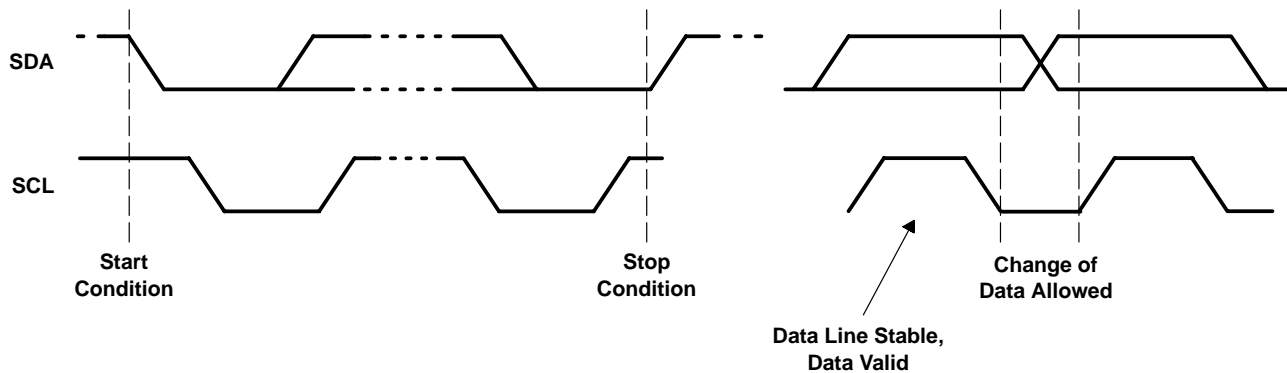 SDA
SCL
Start
Condition
Stop
Condition
Change of
Data Allowed
Data Line Stable,
Data Valid